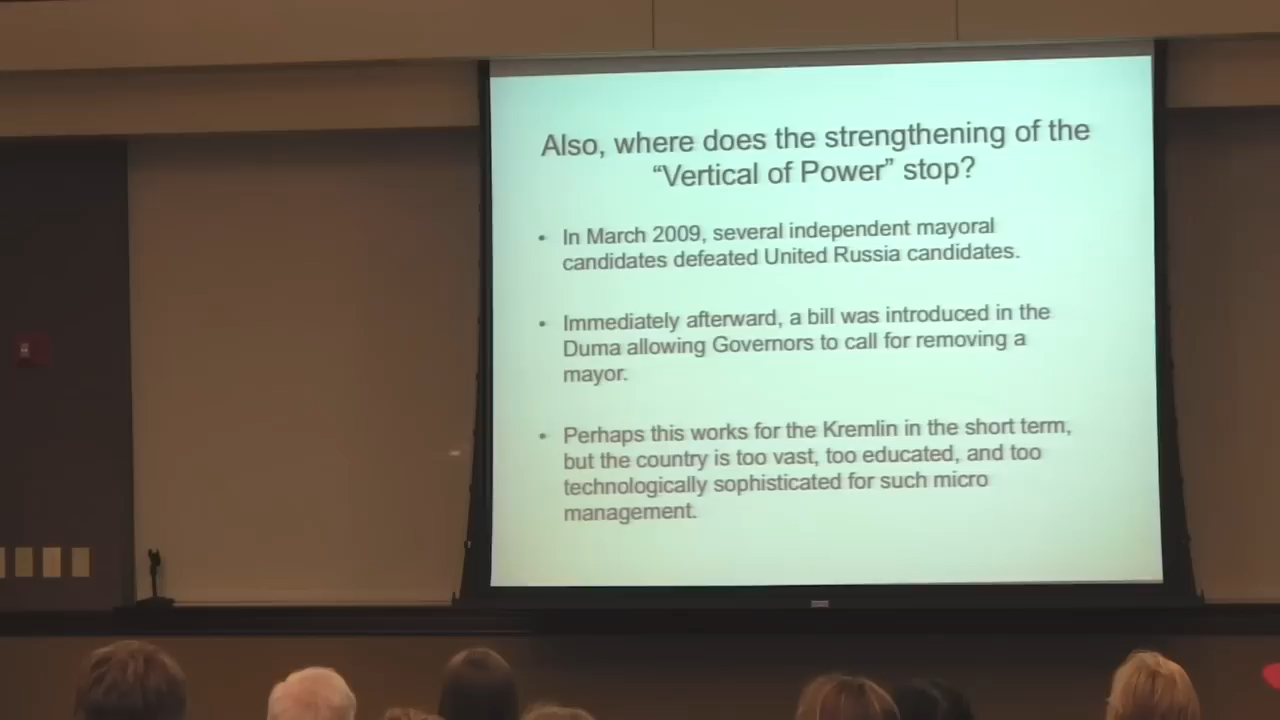 Also, where does the strengthening of the
“Vertical of Power” stop?
• In March 2009, several independent mayoral
candidates defeated United Russia candidates.
• Immediately afterward, a bill was introduced in the
Duma allowing Governors to call for removing a
mayor.
• Perhaps this works for the Kremlin in the short term,
but the country is too vast, too educated, and too
technologically sophisticated for such micro
management.